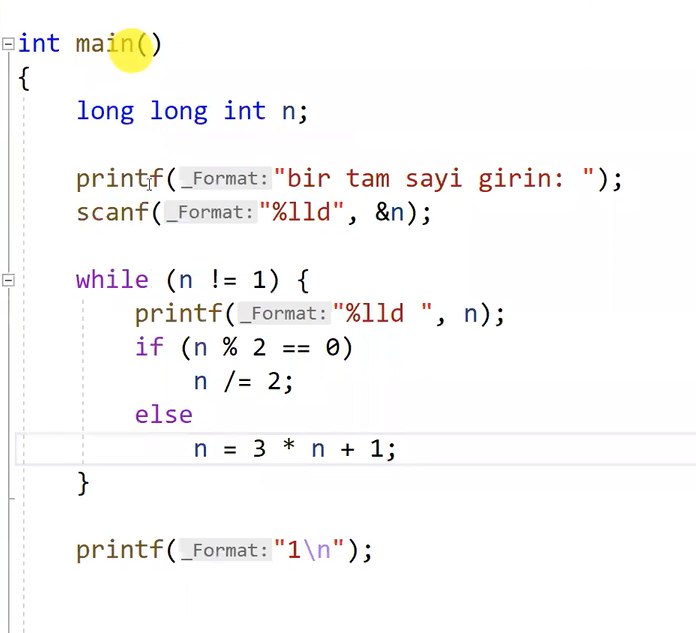 int main()
{
long long int n;
printf(_Format:"bir tam sayi girin: ");
scanf(_Format:"%lld", &n);
while (n != 1) {
printf(_Format:"%lld ", n);
if (n % 2 == 0)
n /= 2;
else
n = 3 * n + 1;
}
printf(_Format:"1\n");